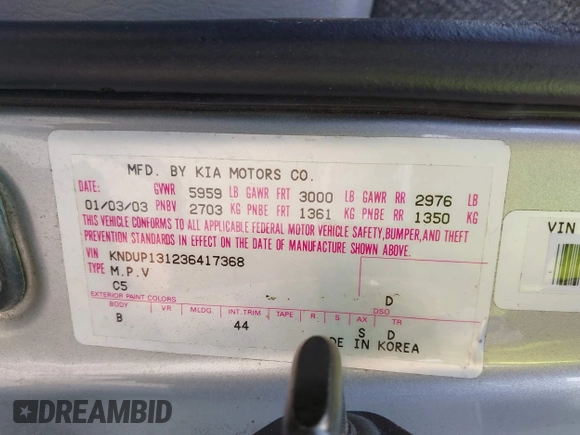 MFD. BY KIA MOTORS CO.
DATE: GVWR 5959 LB GAWR FRT 3000 LB GAWR RR 2976 LB
01/03/03 PNBV 2703 KG PNBE FRT 1361 KG PNBE RR 1350 KG
THIS VEHICLE CONFORMS TO ALL APPLICABLE FEDERAL MOTOR VEHICLE SAFETY,BUMPER,AND THEFT
PREVENTION STANDARDS IN EFFECT ON THE DATE OF MANUFACTURE SHOWN ABOVE.
VIN KNDUP131236417368
TYPE M.P.V
C5 D
EXTERIOR PAINT COLORS DSO
BODY VR MLDG. INT.TRIM TAPE R S AX TR
B 44 S D
IN KOREA
VIN
DREAMBID